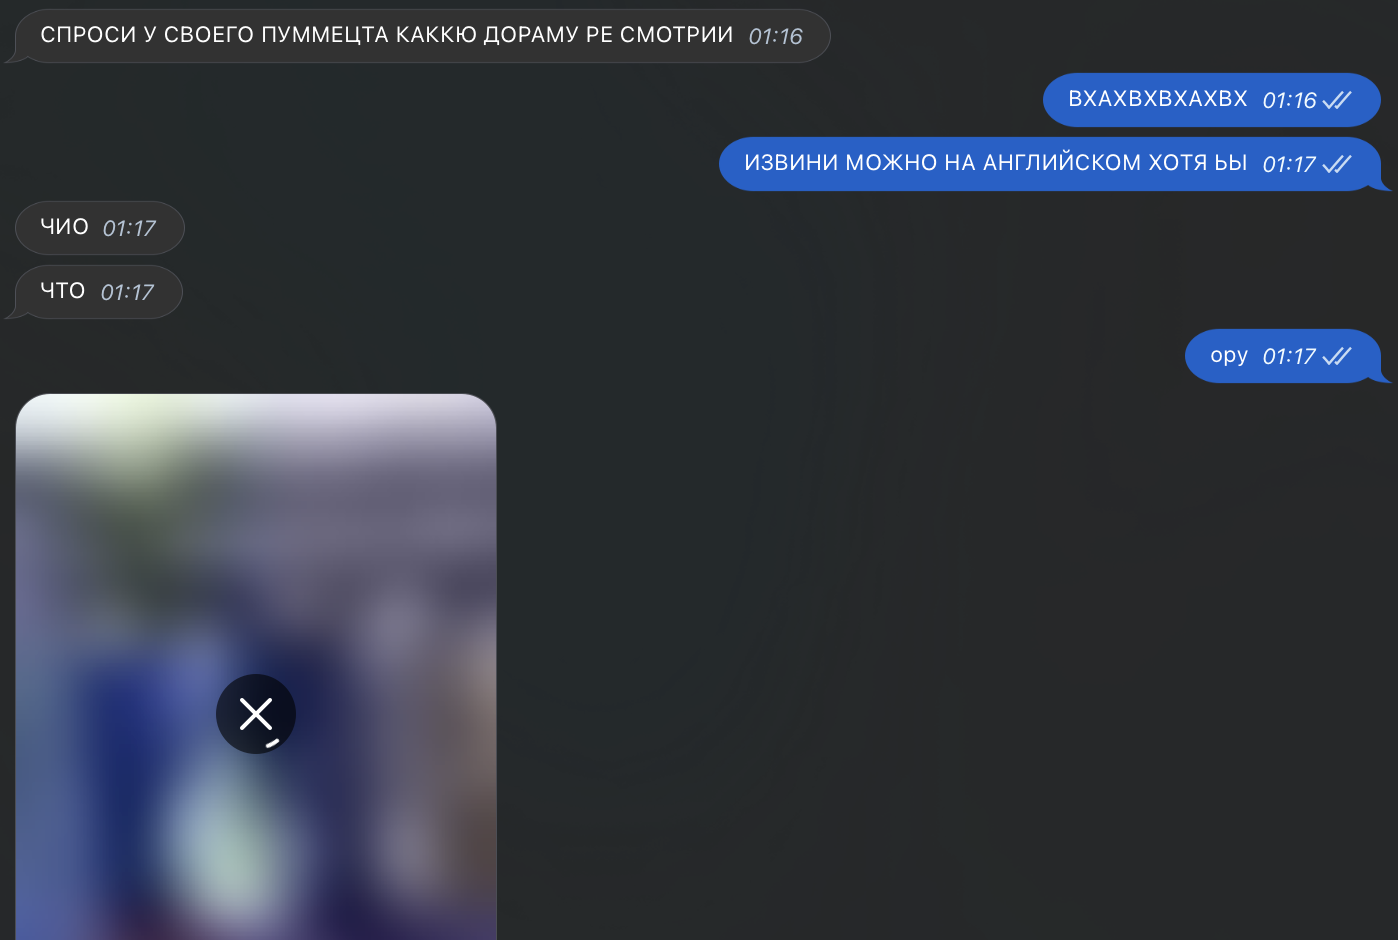 СПРОСИ У СВОЕГО ПУММЕЦТА КАККЮ ДОРАМУ РЕ СМОТРИИ 01:16
ВХАХВХВХАХВХ 01:16
ИЗВИНИ МОЖНО НА АНГЛИЙСКОМ ХОТЯ ЬЫ 01:17
ЧИО 01:17
ЧТО 01:17
ору 01:17